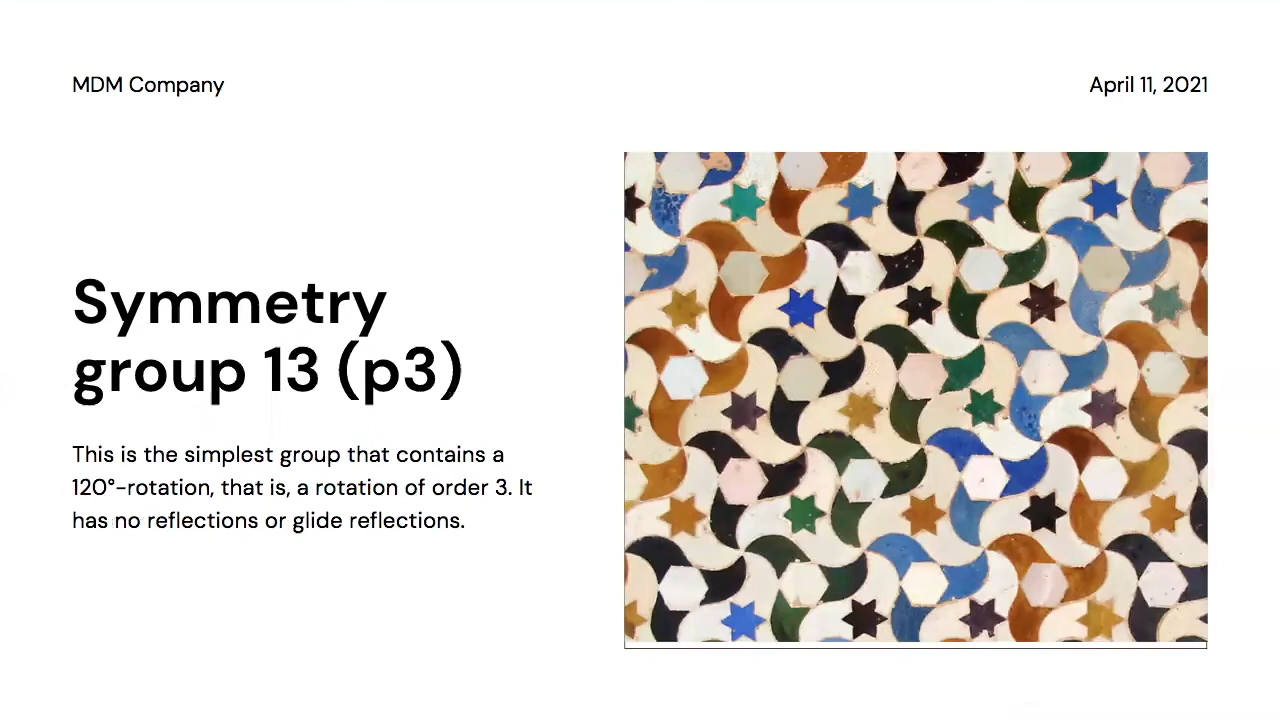 MDM Company
April 11, 2021
Symmetry
group 13 (p3)
This is the simplest group that contains a
120°-rotation, that is, a rotation of order 3. It
has no reflections or glide reflections.